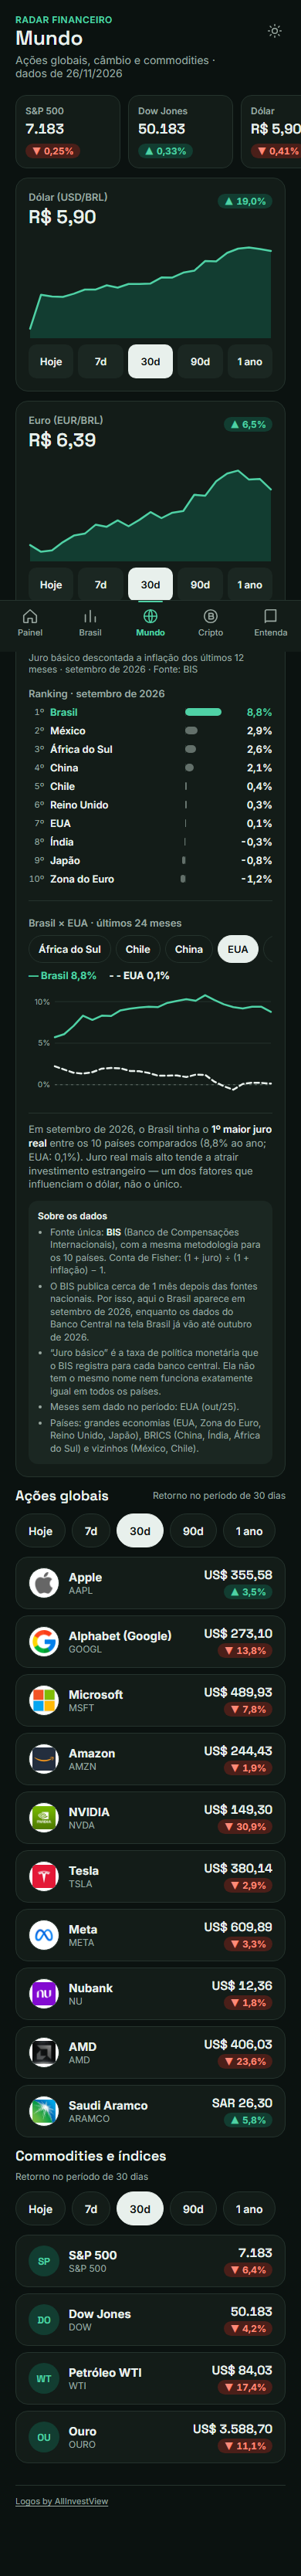 RADAR FINANCEIRO
Mundo
Ações globais, câmbio e commodities ·
dados de 26/11/2026
S&P 500
7.183
▼ 0,25%
Dow Jones
50.183
▲ 0,33%
Dólar
R$ 5,90
▼ 0,41%
Dólar (USD/BRL)
R$ 5,90
▲ 19,0%
Hoje
7d
30d
90d
1 ano
Euro (EUR/BRL)
R$ 6,39
▲ 6,5%
Hoje
7d
30d
90d
1 ano
Painel
Brasil
Mundo
Cripto
Entenda
Juro básico descontada a inflação dos últimos 12
meses · setembro de 2026 · Fonte: BIS
Ranking · setembro de 2026
1º Brasil 8,8%
2º México 2,9%
3º África do Sul 2,6%
4º China 2,1%
5º Chile 0,4%
6º Reino Unido 0,3%
7º EUA 0,1%
8º Índia -0,3%
9º Japão -0,8%
10º Zona do Euro -1,2%
Brasil × EUA · últimos 24 meses
África do Sul
Chile
China
EUA
— Brasil 8,8% - - EUA 0,1%
10%
5%
0%
Em setembro de 2026, o Brasil tinha o 1º maior juro
real entre os 10 países comparados (8,8% ao ano;
EUA: 0,1%). Juro real mais alto tende a atrair
investimento estrangeiro — um dos fatores que
influenciam o dólar, não o único.
Sobre os dados
• Fonte única: BIS (Banco de Compensações
Internacionais), com a mesma metodologia para
os 10 países. Conta de Fisher: (1 + juro) ÷ (1 +
inflação) − 1.
• O BIS publica cerca de 1 mês depois das fontes
nacionais. Por isso, aqui o Brasil aparece em
setembro de 2026, enquanto os dados do
Banco Central na tela Brasil já vão até outubro
de 2026.
• “Juro básico” é a taxa de política monetária que
o BIS registra para cada banco central. Ela não
tem o mesmo nome nem funciona exatamente
igual em todos os países.
• Meses sem dado no período: EUA (out/25).
• Países: grandes economias (EUA, Zona do Euro,
Reino Unido, Japão), BRICS (China, Índia, África
do Sul) e vizinhos (México, Chile).
Ações globais
Retorno no período de 30 dias
Hoje
7d
30d
90d
1 ano
Apple
AAPL
US$ 355,58
▲ 3,5%
Alphabet (Google)
GOOGL
US$ 273,10
▼ 13,8%
Microsoft
MSFT
US$ 489,93
▼ 7,8%
Amazon
AMZN
US$ 244,43
▼ 1,9%
NVIDIA
NVDA
US$ 149,30
▼ 30,9%
Tesla
TSLA
US$ 380,14
▼ 2,9%
Meta
META
US$ 609,89
▼ 3,3%
Nubank
NU
US$ 12,36
▼ 1,8%
AMD
AMD
US$ 406,03
▼ 23,6%
Saudi Aramco
ARAMCO
SAR 26,30
▲ 5,8%
Commodities e índices
Retorno no período de 30 dias
Hoje
7d
30d
90d
1 ano
SP
S&P 500
S&P 500
7.183
▼ 6,4%
DO
Dow Jones
DOW
50.183
▼ 4,2%
WT
Petróleo WTI
WTI
US$ 84,03
▼ 17,4%
OU
Ouro
OURO
US$ 3.588,70
▼ 11,1%
Logos by AllInvestView